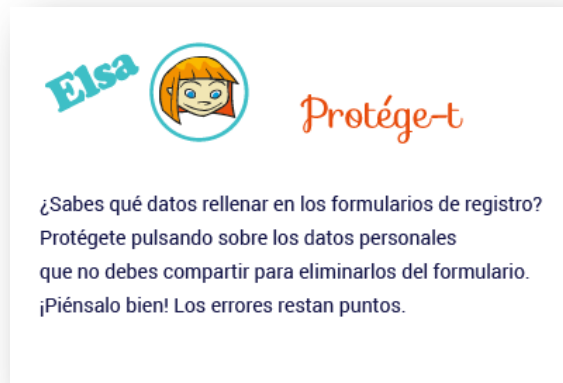 Elsa
Protége-t
¿Sabes qué datos rellenar en los formularios de registro?
Protégete pulsando sobre los datos personales
que no debes compartir para eliminarlos del formulario.
¡Piénsalo bien! Los errores restan puntos.